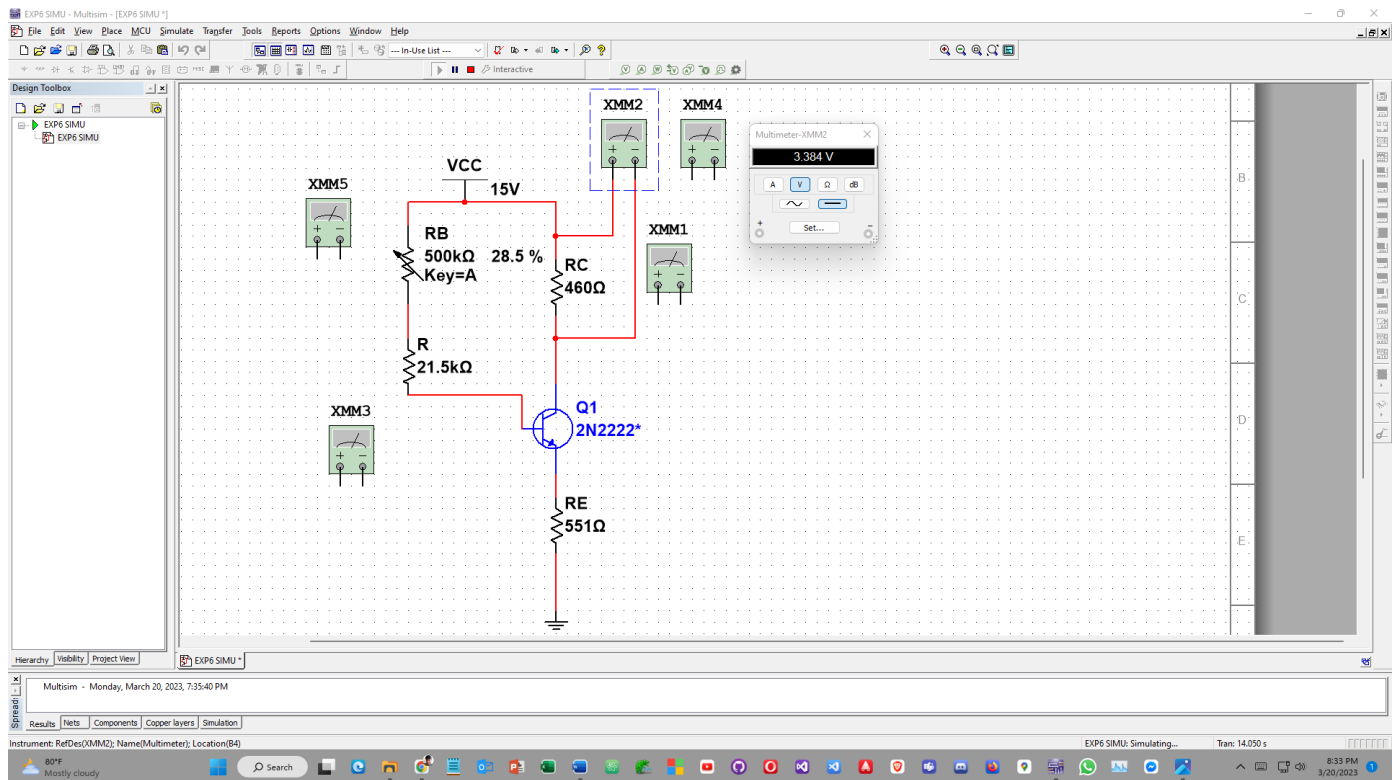 EXP6 SIMU - Multisim - [EXP6 SIMU *]
File Edit View Place MCU Simulate Transfer Tools Reports Options Window Help
--- In-Use List ---
Interactive
Design Toolbox
EXP6 SIMU
EXP6 SIMU
XMM2 XMM4
Multimeter-XMM2
3.384 V
A V Ω dB
Set...
+ −
VCC
15V
XMM5
XMM1
RB
500kΩ 28.5 %
Key=A
RC
460Ω
R
21.5kΩ
XMM3
Q1
2N2222*
RE
551Ω
B
C
D
E
Hierarchy Visibility Project View
EXP6 SIMU *
Multisim - Monday, March 20, 2023, 7:35:40 PM
Results Nets Components Copper layers Simulation
Instrument: RefDes(XMM2); Name(Multimeter); Location(B4)
EXP6 SIMU: Simulating...
Tran: 14.050 s
80°F
Mostly cloudy
Search
8:33 PM
3/20/2023
1